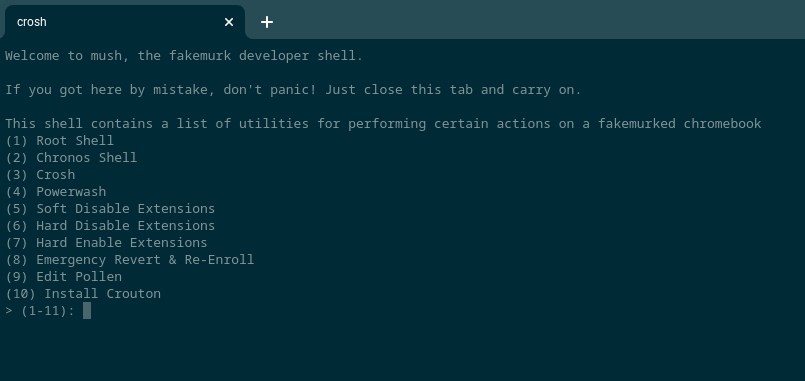 crosh
Welcome to mush, the fakemurk developer shell.
If you got here by mistake, don't panic! Just close this tab and carry on.
This shell contains a list of utilities for performing certain actions on a fakemurked chromebook
(1) Root Shell
(2) Chronos Shell
(3) Crosh
(4) Powerwash
(5) Soft Disable Extensions
(6) Hard Disable Extensions
(7) Hard Enable Extensions
(8) Emergency Revert & Re-Enroll
(9) Edit Pollen
(10) Install Crouton
> (1-11):